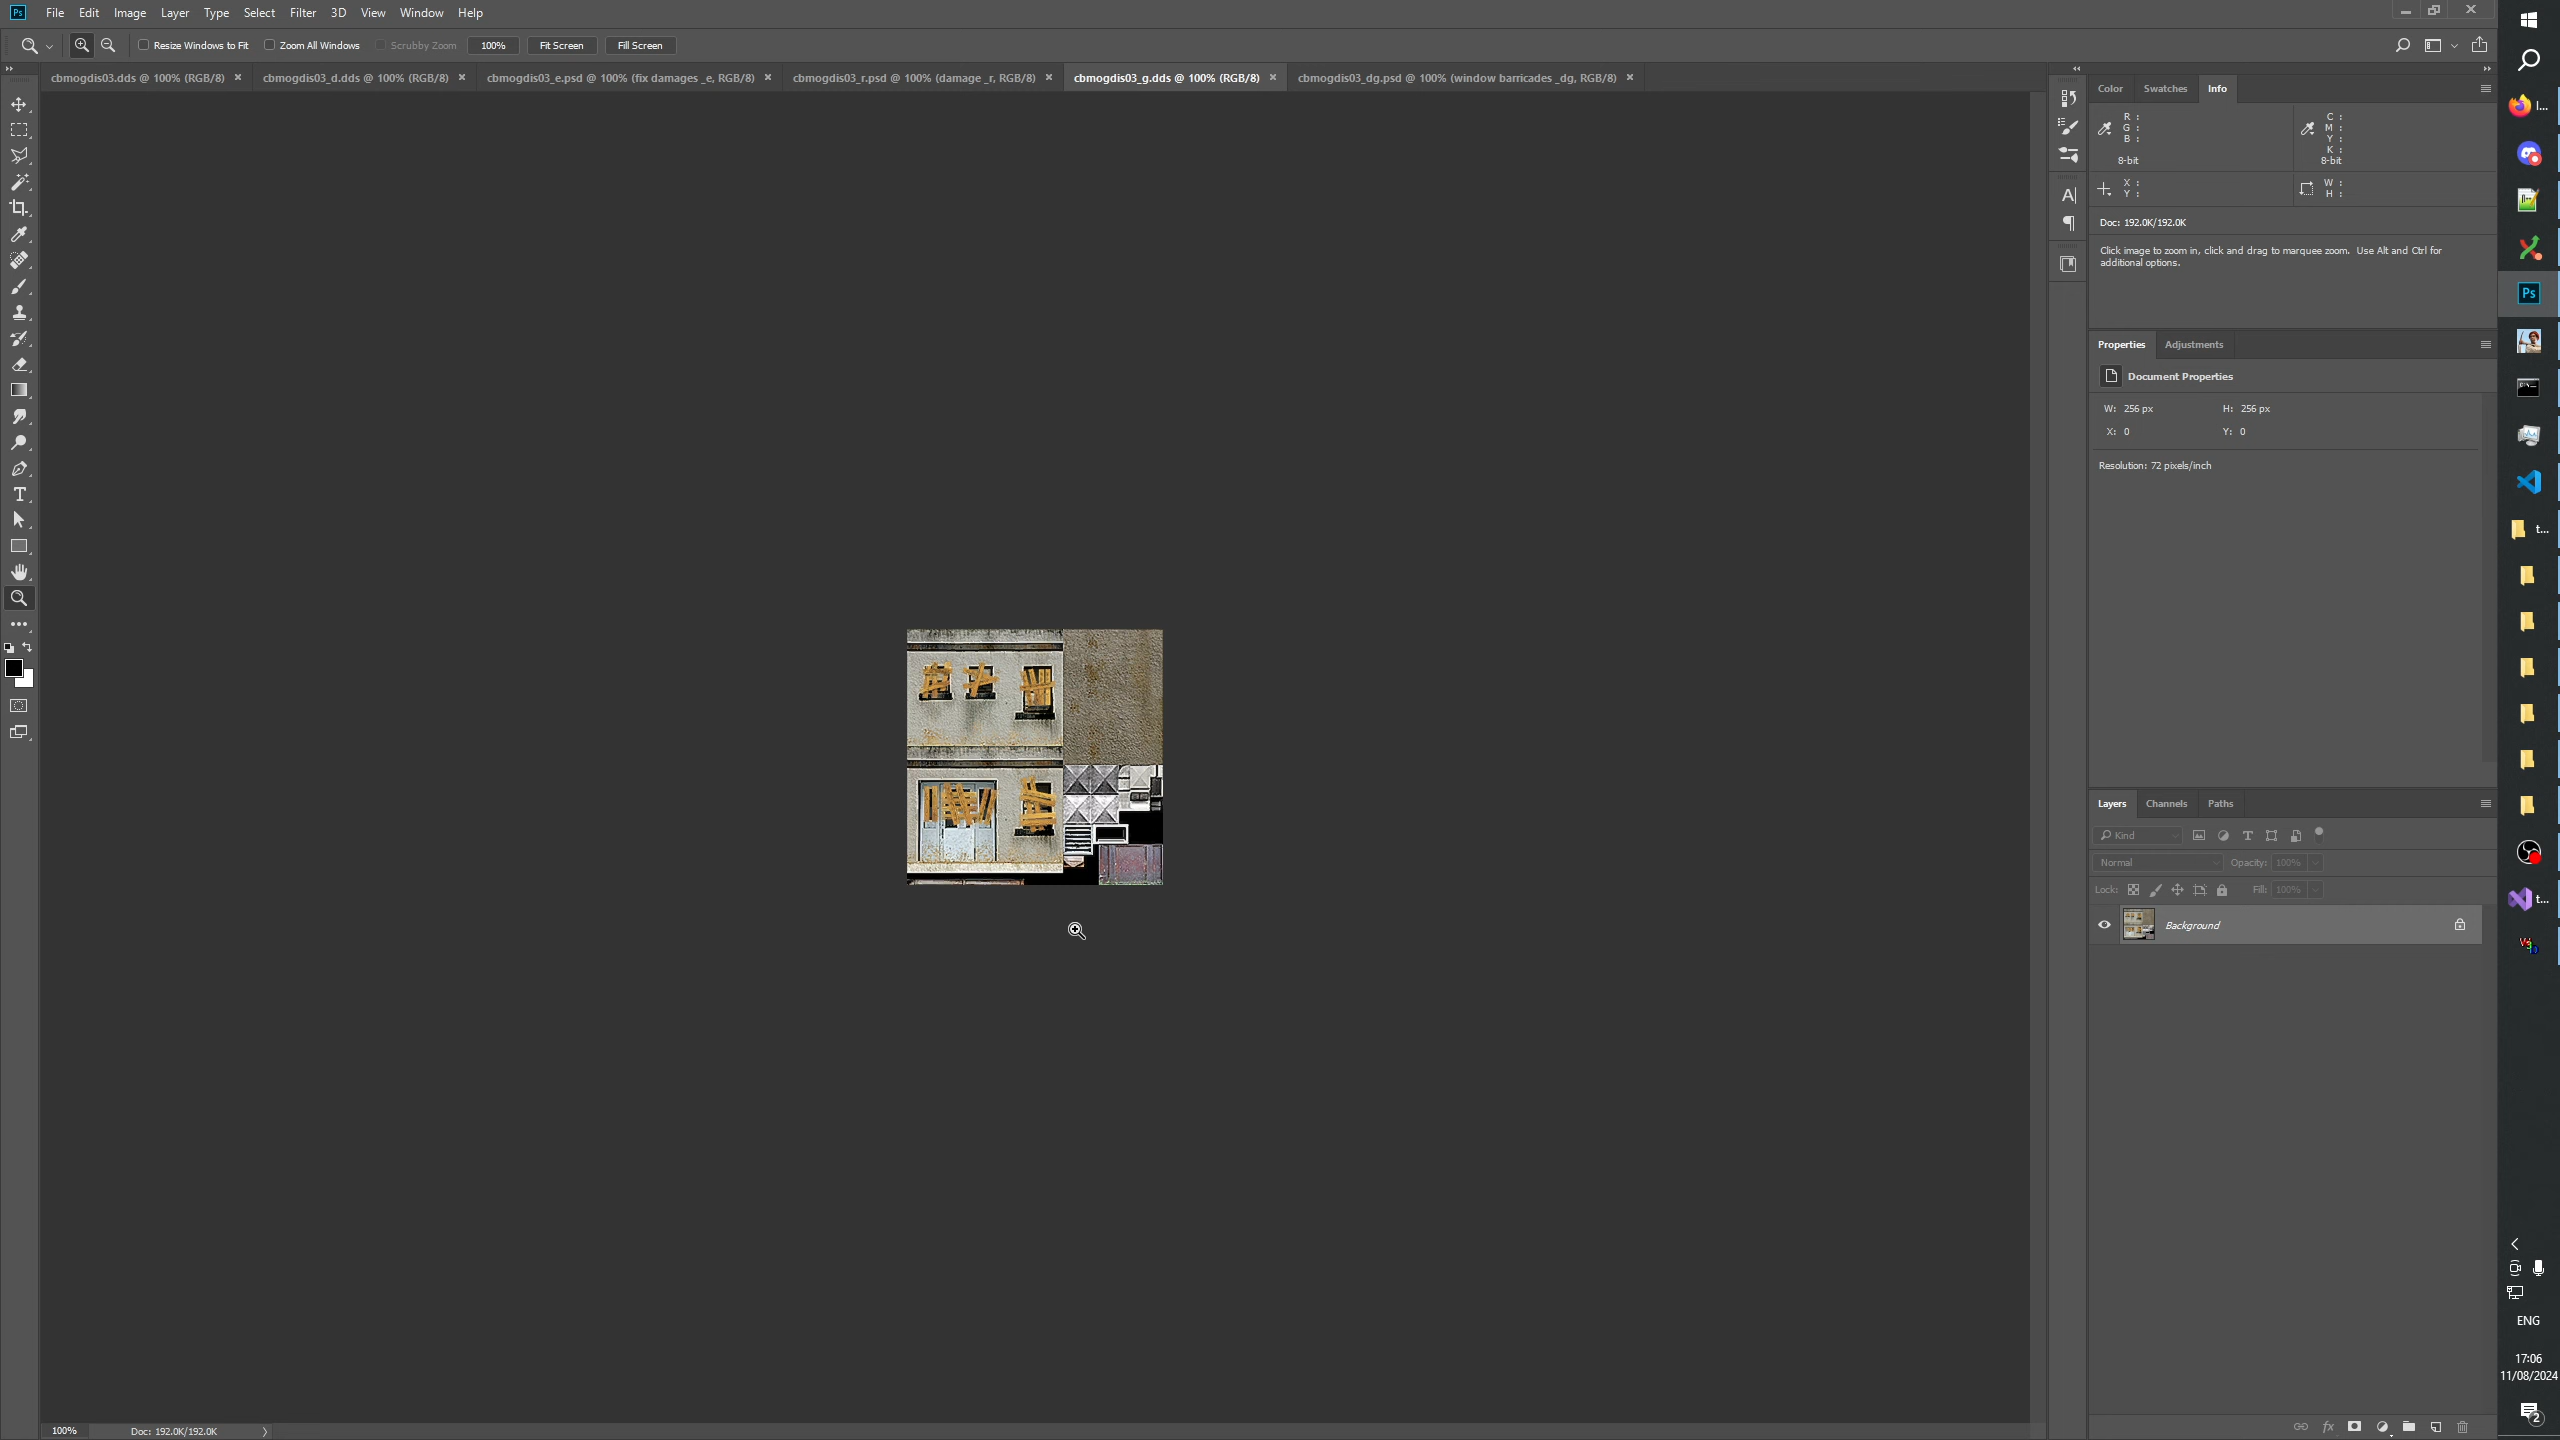 Ps File Edit Image Layer Type Select Filter 3D View Window Help
Resize Windows to Fit Zoom All Windows Scrubby Zoom 100% Fit Screen Fill Screen
cbmogdis03.dds @ 100% (RGB/8) cbmogdis03_d.dds @ 100% (RGB/8) cbmogdis03_e.psd @ 100% (fix damages _e, RGB/8) cbmogdis03_r.psd @ 100% (damage _r, RGB/8) cbmogdis03_g.dds @ 100% (RGB/8) cbmogdis03_dg.psd @ 100% (window barricades _dg, RGB/8)
Color Swatches Info
R : C :
G : M :
B : Y :
K :
8-bit 8-bit
X : W :
Y : H :
Doc: 192.0K/192.0K
Click image to zoom in, click and drag to marquee zoom. Use Alt and Ctrl for
additional options.
Properties Adjustments
Document Properties
W: 256 px H: 256 px
X: 0 Y: 0
Resolution: 72 pixels/inch
Layers Channels Paths
Kind
Normal Opacity: 100%
Lock: Fill: 100%
Background
100% Doc: 192.0K/192.0K
I...
Ps
t...
t...
ENG
17:06
11/08/2024
2